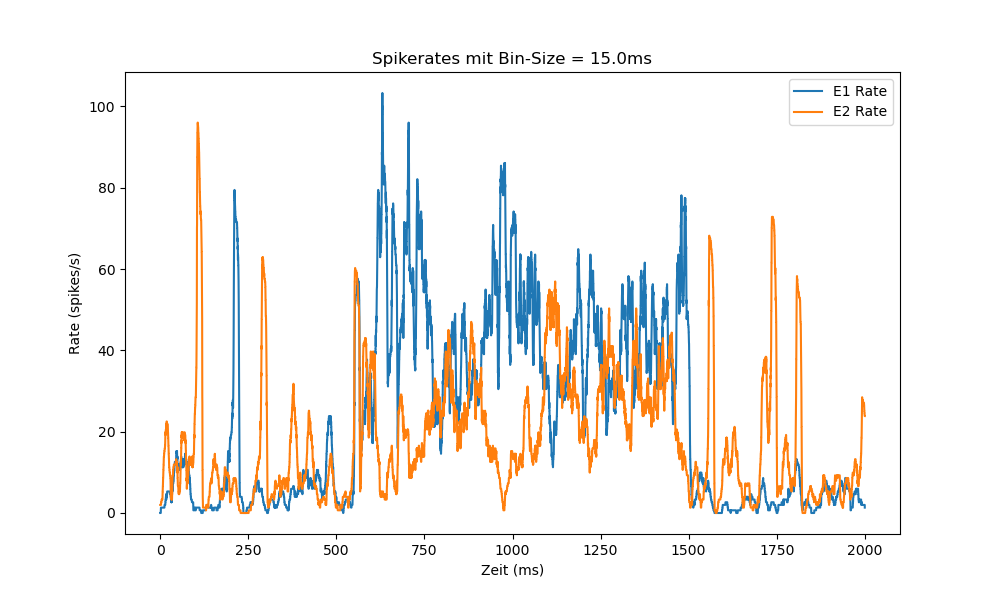 Spikerates mit Bin-Size = 15.0ms
E1 Rate
E2 Rate
Rate (spikes/s)
100
80
60
40
20
0
0 250 500 750 1000 1250 1500 1750 2000
Zeit (ms)